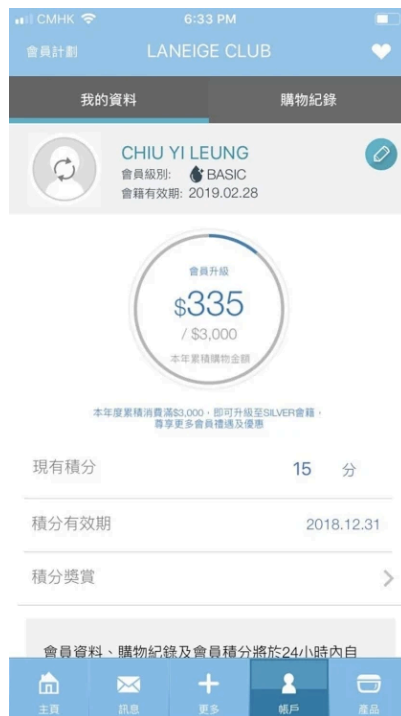 CMHK 6:33 PM
會員計劃 LANEIGE CLUB
我的資料 購物紀錄
CHIU YI LEUNG
會員級別: BASIC
會籍有效期: 2019.02.28
會員升級
$335
/ $3,000
本年累積購物金額
本年度累積消費滿$3,000，即可升級至SILVER會籍，
尊享更多會員禮遇及優惠
現有積分 15 分
積分有效期 2018.12.31
積分獎賞
會員資料、購物紀錄及會員積分將於24小時內自
主頁 訊息 更多 帳戶 產品